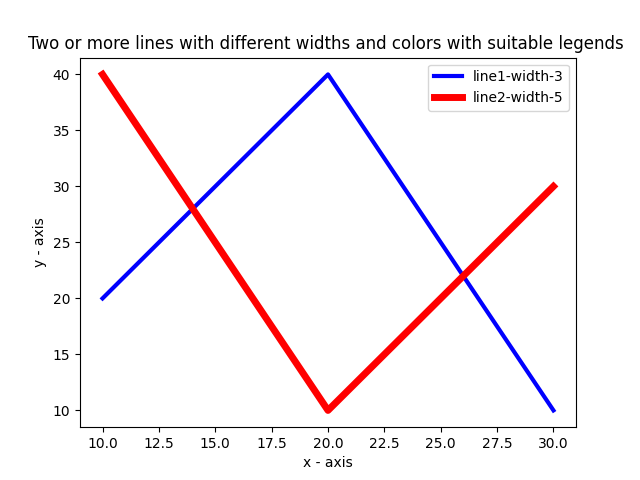 Two or more lines with different widths and colors with suitable legends
line1-width-3
line2-width-5
y - axis
40
35
30
25
20
15
10
10.0 12.5 15.0 17.5 20.0 22.5 25.0 27.5 30.0
x - axis